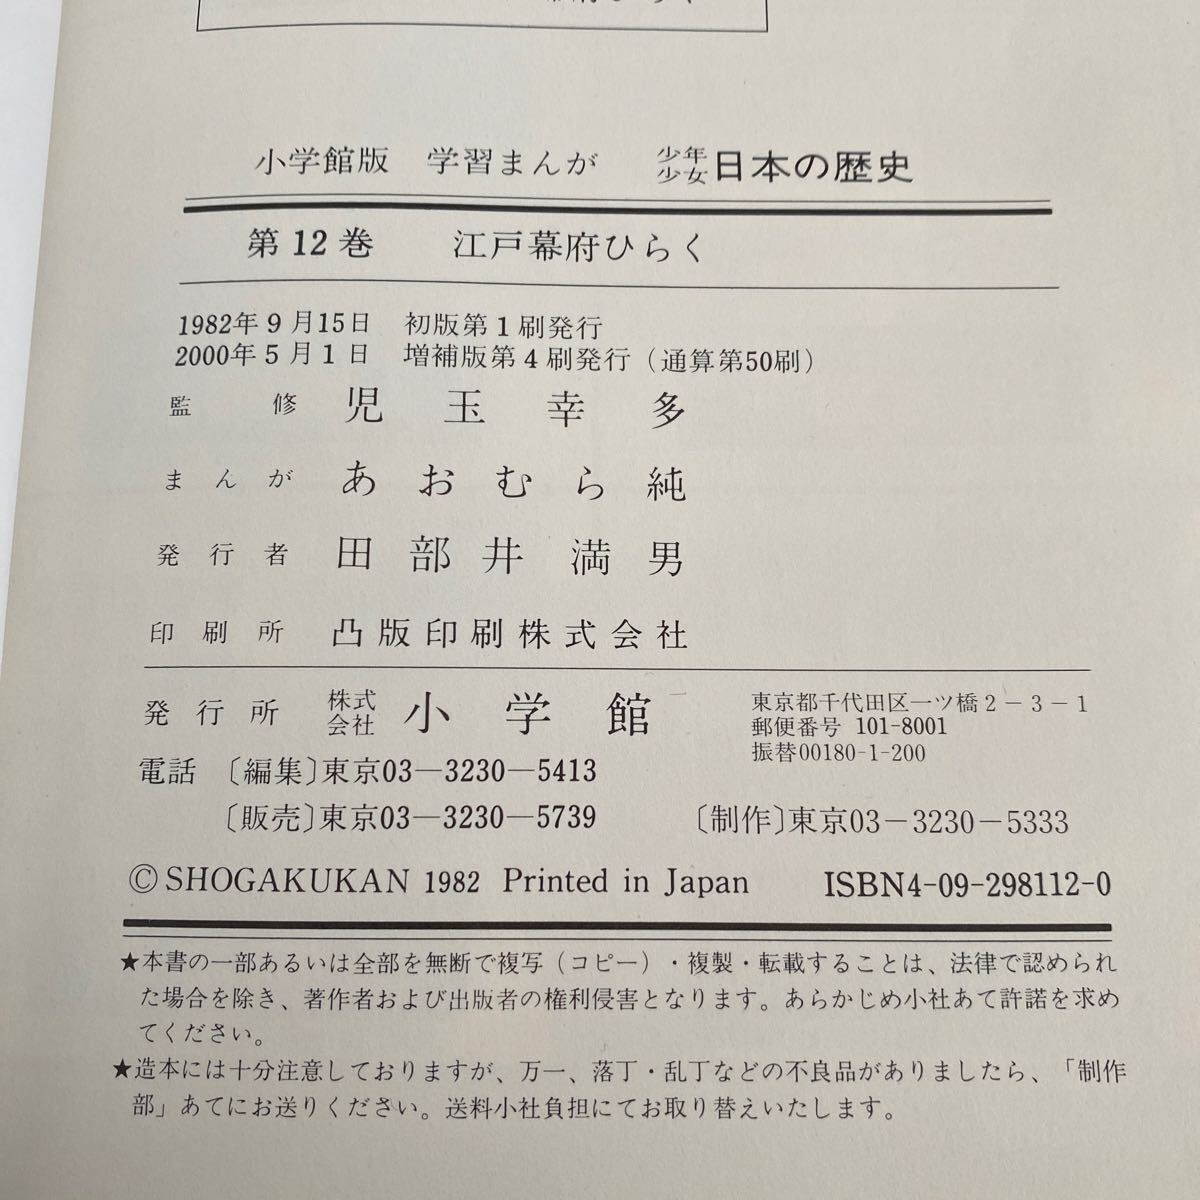 小学館版 学習まんが 少年少女 日本の歴史
第12巻 江戸幕府ひらく
1982年9月15日 初版第1刷発行
2000年5月1日 増補版第4刷発行（通算第50刷）
監修 児玉幸多
まんが あおむら純
発行者 田部井満男
印刷所 凸版印刷株式会社
発行所 株式会社 小学館
東京都千代田区一ツ橋2－3－1
郵便番号 101-8001
振替00180-1-200
電話〔編集〕東京03―3230―5413
〔販売〕東京03―3230―5739 〔制作〕東京03－3230－5333
©SHOGAKUKAN 1982 Printed in Japan ISBN4-09-298112-0
★本書の一部あるいは全部を無断で複写（コピー）・複製・転載することは、法律で認められ
た場合を除き、著作者および出版者の権利侵害となります。あらかじめ小社あて許諾を求め
てください。
★造本には十分注意しておりますが、万一、落丁・乱丁などの不良品がありましたら、「制作
部」あてにお送りください。送料小社負担にてお取り替えいたします。